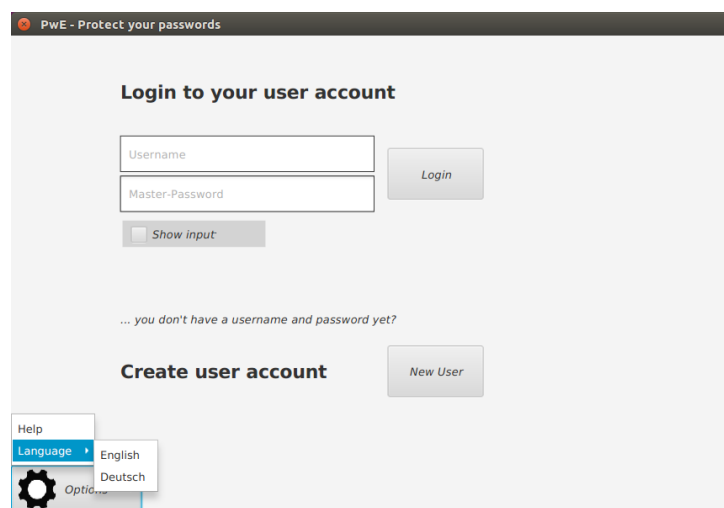 PwE - Protect your passwords
Login to your user account
Username
Login
Master-Password
Show input
... you don't have a username and password yet?
Create user account
New User
Help
Language
English
Deutsch
Options